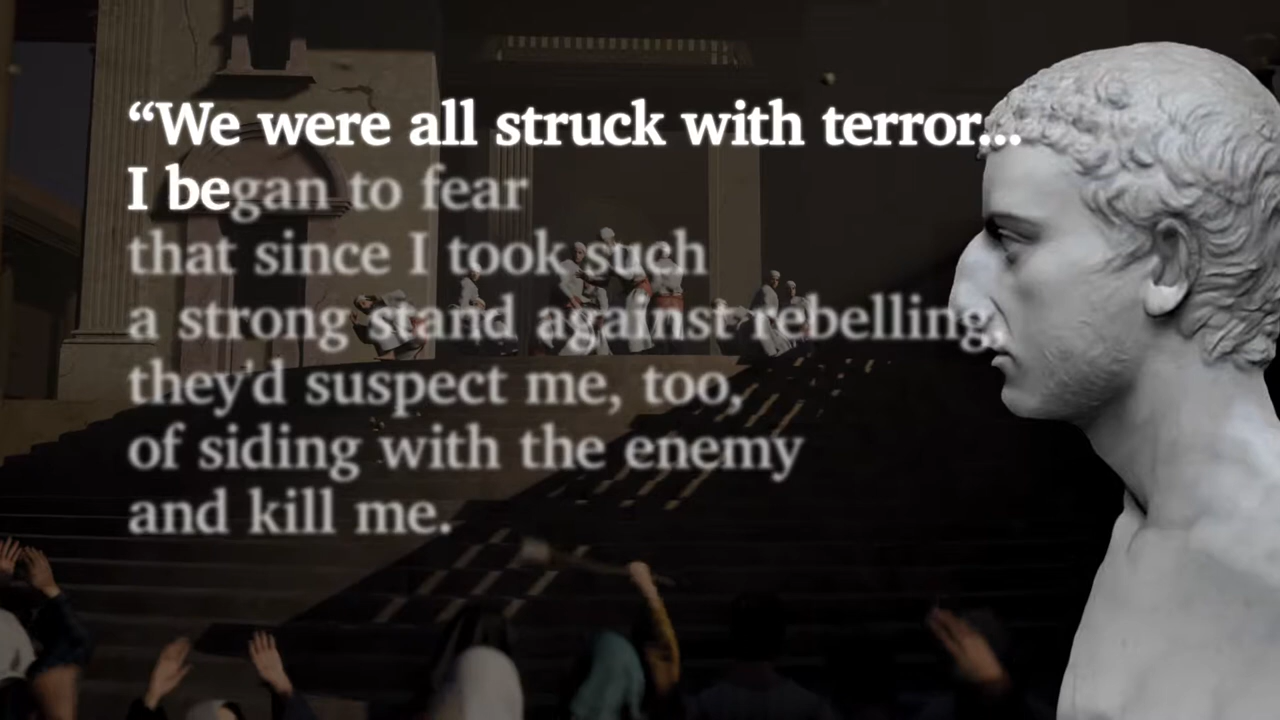 “We were all struck with terror...
I began to fear
that since I took such
a strong stand against rebelling,
they'd suspect me, too,
of siding with the enemy
and kill me.